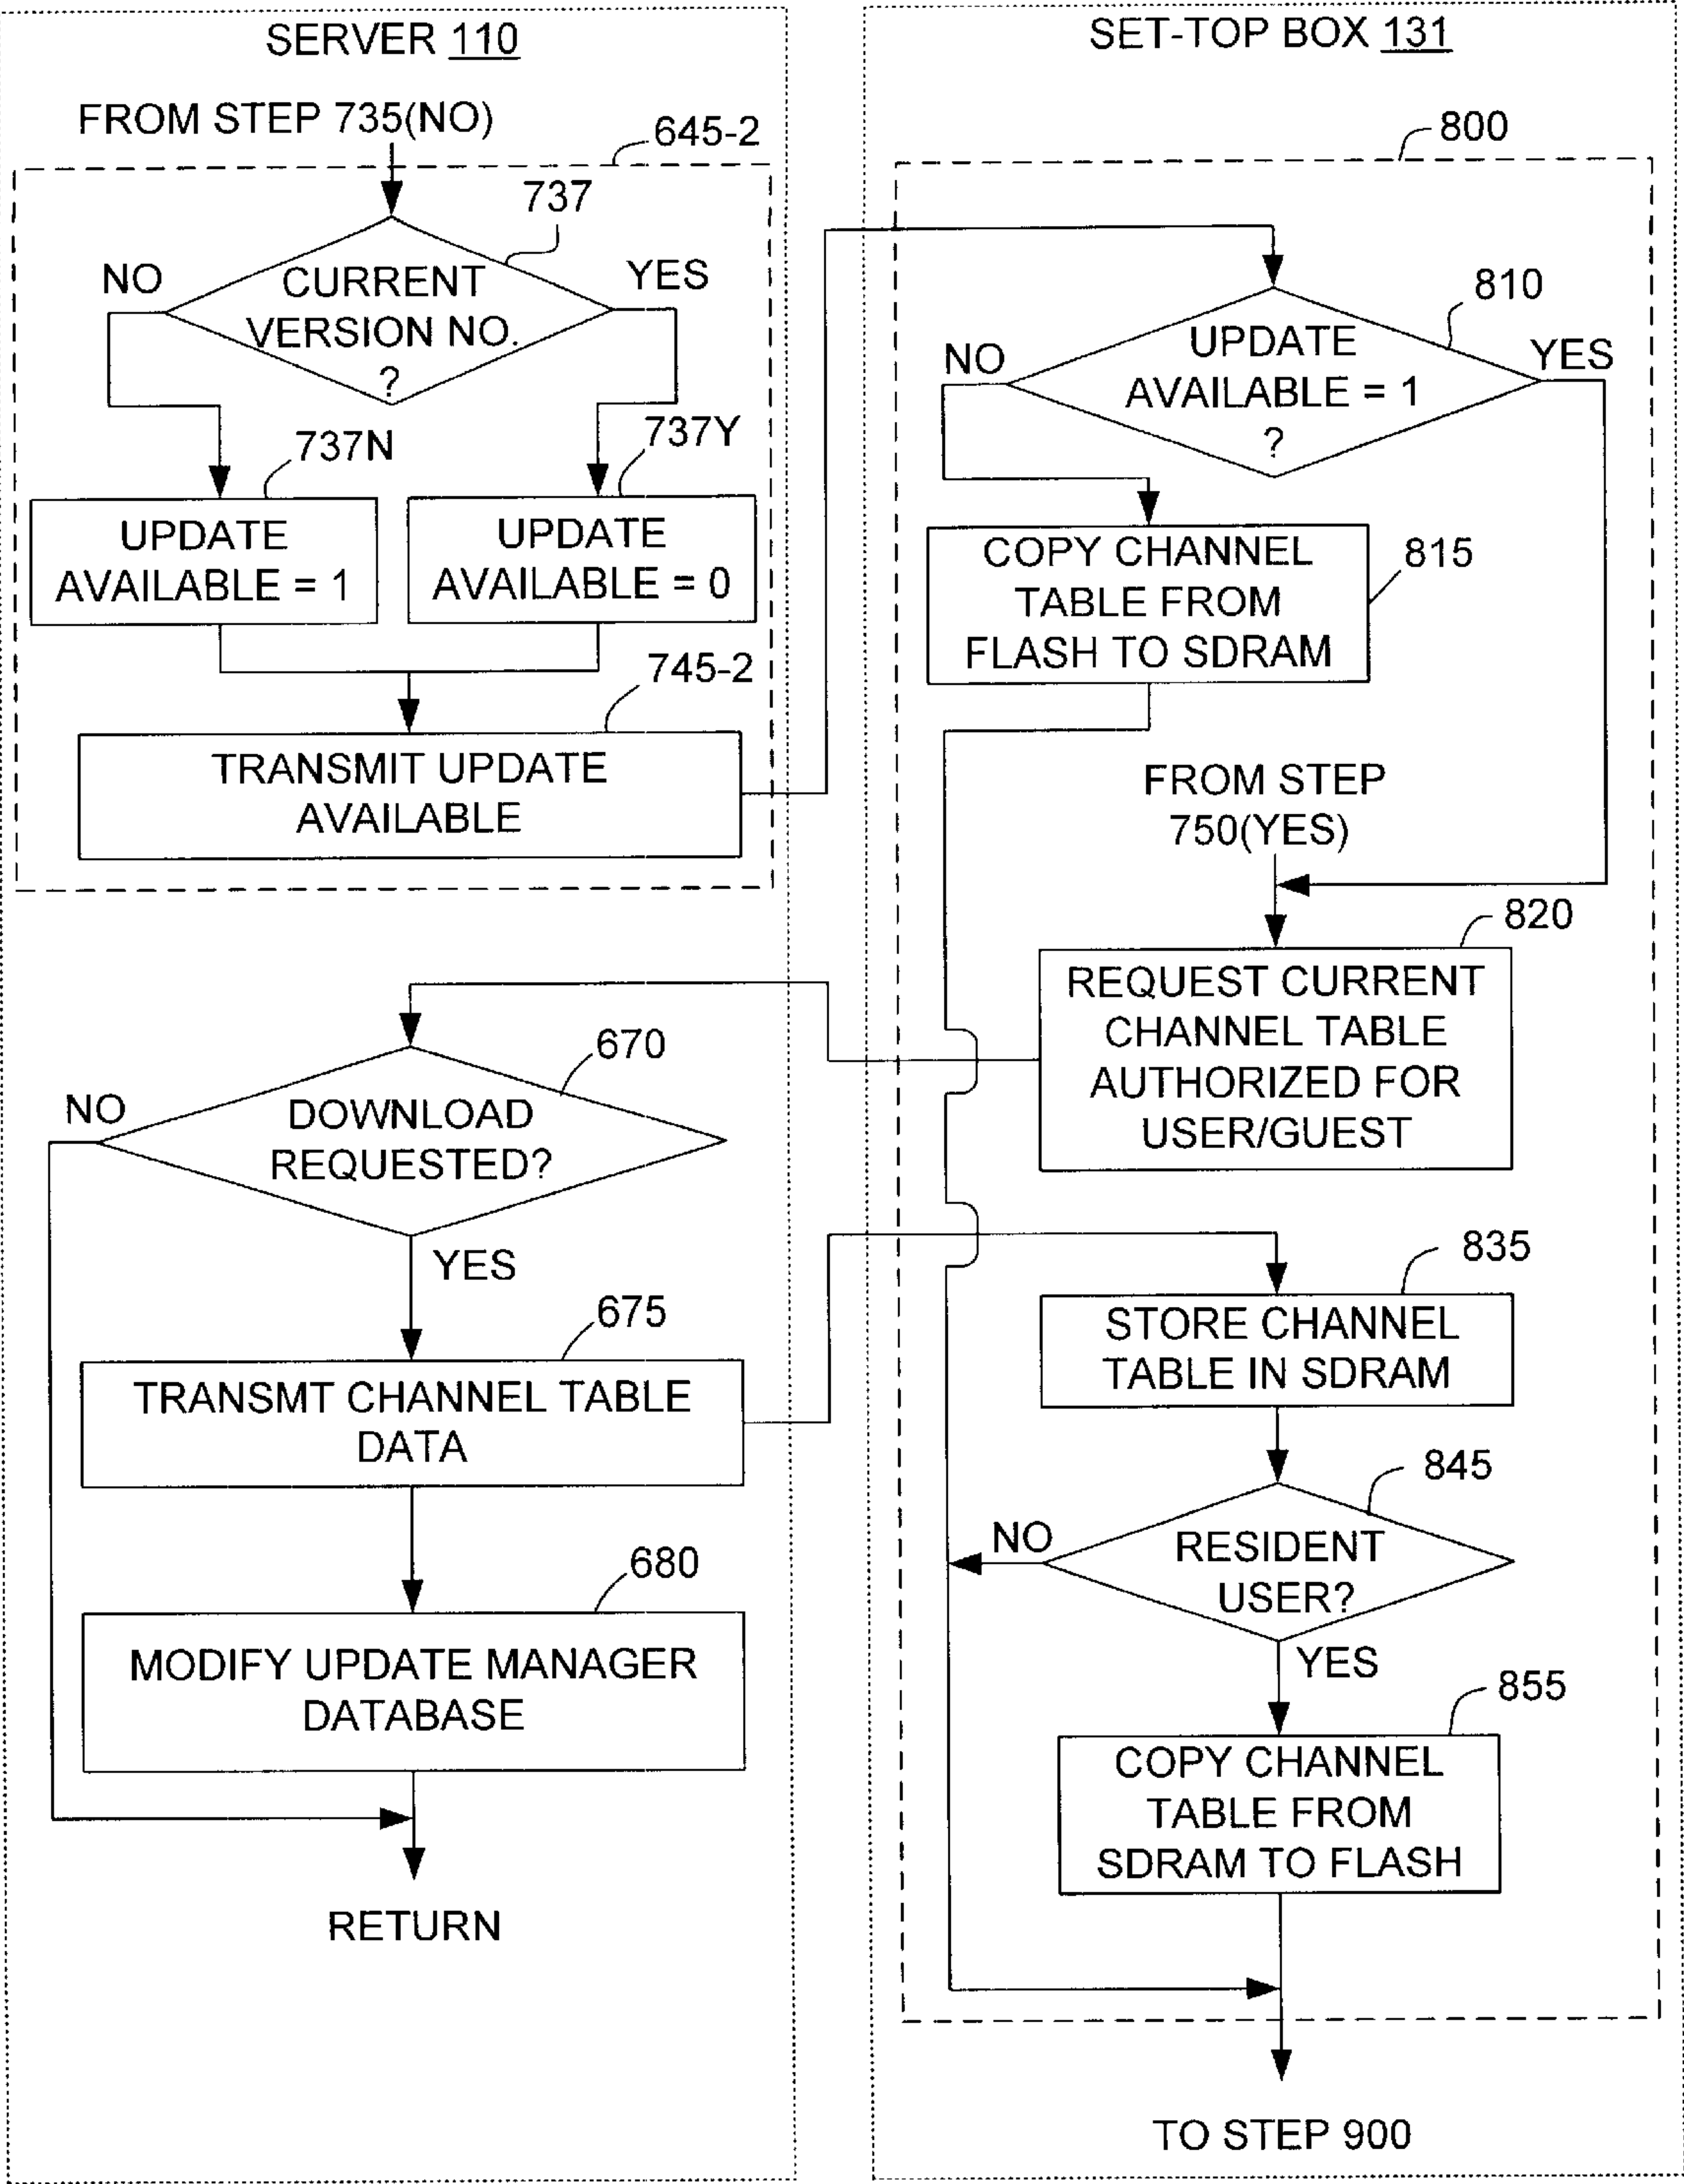 SERVER 110
FROM STEP 735(NO)
645-2
737
NO
YES
CURRENT
VERSION NO.
?
737N
737Y
UPDATE
AVAILABLE = 1
UPDATE
AVAILABLE = 0
745-2
TRANSMIT UPDATE
AVAILABLE
670
NO
DOWNLOAD
REQUESTED?
YES
675
TRANSMT CHANNEL TABLE
DATA
680
MODIFY UPDATE MANAGER
DATABASE
RETURN
SET-TOP BOX 131
800
810
NO
YES
UPDATE
AVAILABLE = 1
?
815
COPY CHANNEL
TABLE FROM
FLASH TO SDRAM
FROM STEP
750(YES)
820
REQUEST CURRENT
CHANNEL TABLE
AUTHORIZED FOR
USER/GUEST
835
STORE CHANNEL
TABLE IN SDRAM
845
NO
RESIDENT
USER?
YES
855
COPY CHANNEL
TABLE FROM
SDRAM TO FLASH
TO STEP 900